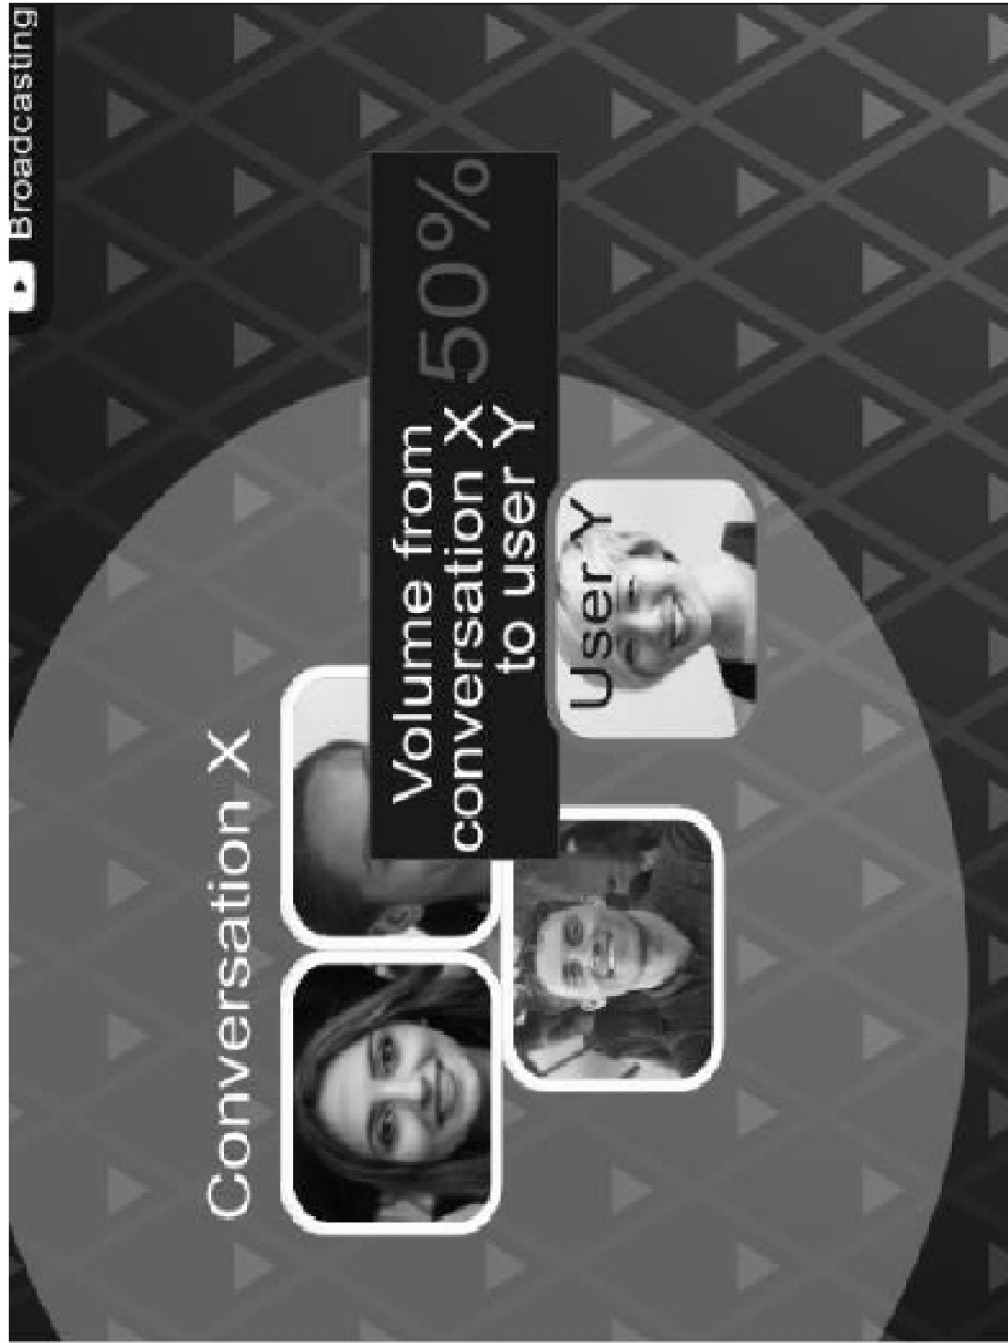 Broadcasting
Conversation X
Volume from
conversation X 50%
to user Y
User Y